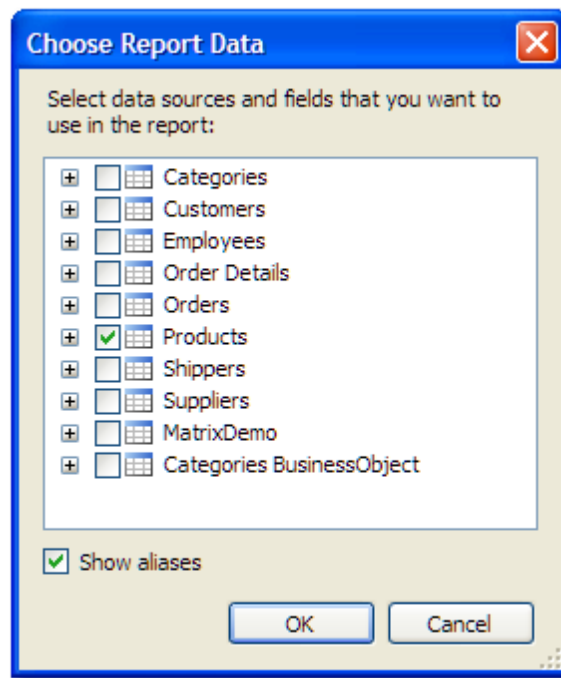 Choose Report Data
Select data sources and fields that you want to
use in the report:
Categories
Customers
Employees
Order Details
Orders
Products
Shippers
Suppliers
MatrixDemo
Categories BusinessObject
Show aliases
OK
Cancel